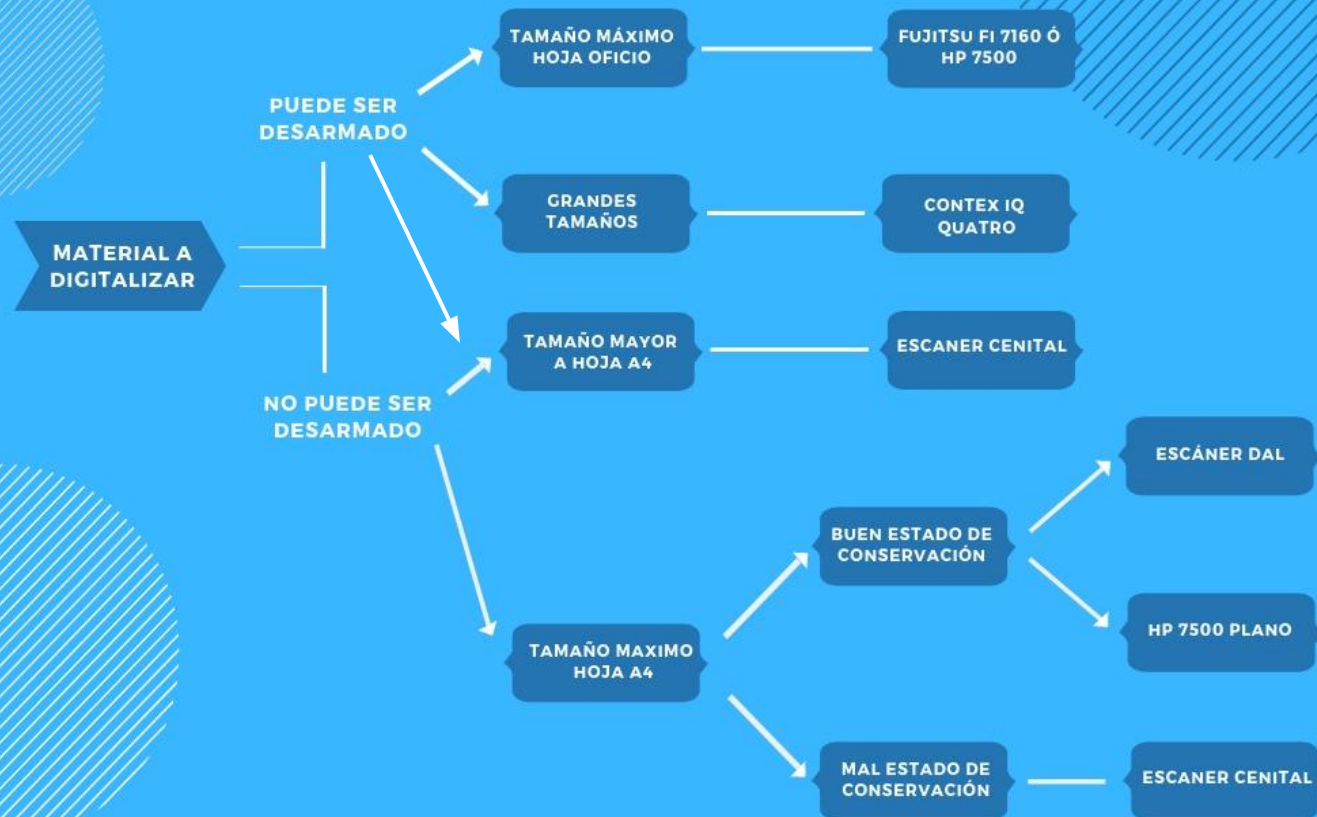 TAMAÑO MÁXIMO
HOJA OFICIO
FUJITSU FI 7160 Ó
HP 7500
PUEDE SER
DESARMADO
GRANDES
TAMAÑOS
CONTEX IQ
QUATRO
MATERIAL A
DIGITALIZAR
TAMAÑO MAYOR
A HOJA A4
ESCANER CENITAL
NO PUEDE SER
DESARMADO
ESCÁNER DAL
BUEN ESTADO DE
CONSERVACIÓN
HP 7500 PLANO
TAMAÑO MAXIMO
HOJA A4
MAL ESTADO DE
CONSERVACIÓN
ESCANER CENITAL